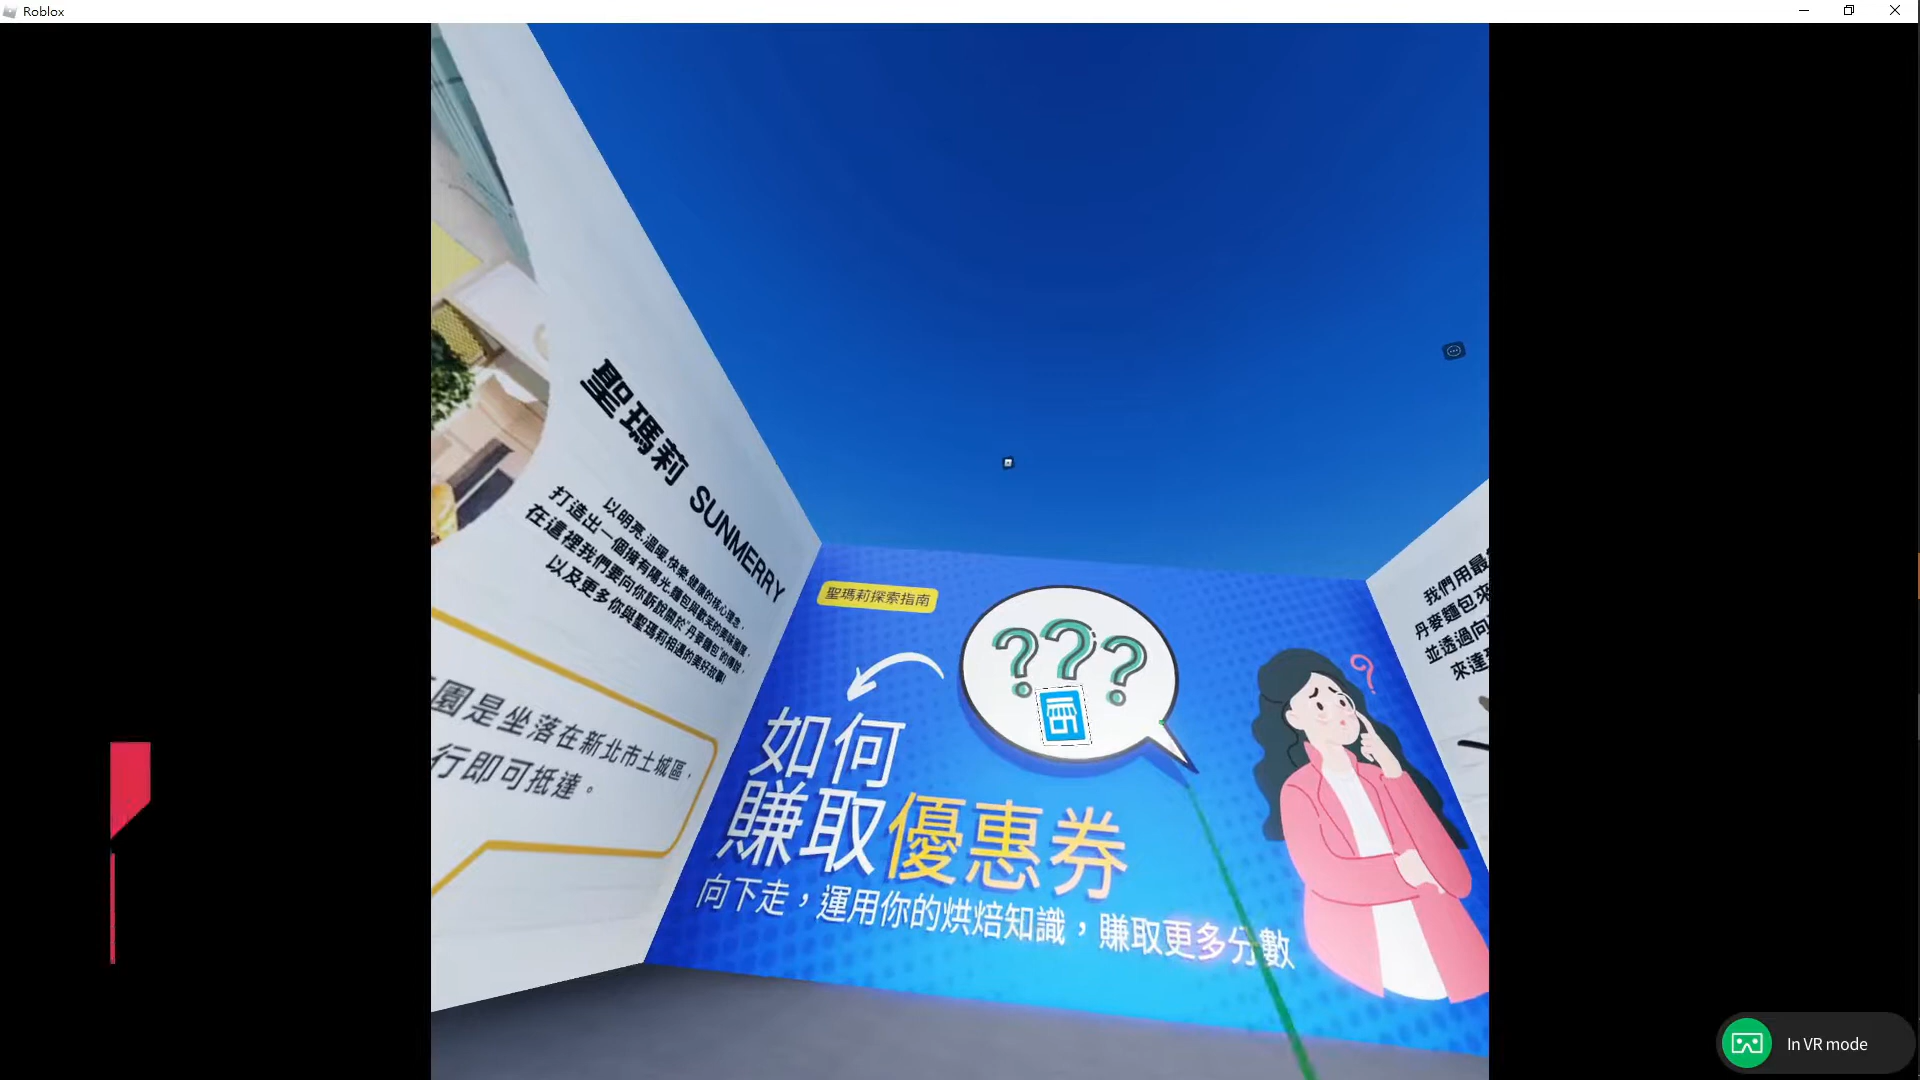 Roblox
聖瑪莉 SUNMERRY
以明亮.溫暖.快樂.健康的核心理念,
打造出一個擁有陽光.麵包與歡笑的美味國度,
在這裡我們要向你訴說關於"丹麥麵包"的傳說,
以及更多你與聖瑪莉相遇的美好故事!
園是坐落在新北市土城區,
行即可抵達。
聖瑪莉探索指南
???
如何
賺取優惠券
向下走,運用你的烘焙知識,賺取更多分數
?
我們用最
丹麥麵包來
並透過向
來達
In VR mode